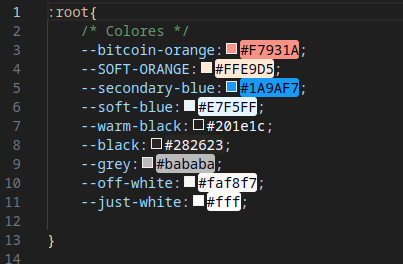 1 :root{
2 /* Colores */
3 --bitcoin-orange: #F7931A;
4 --SOFT-ORANGE: #FFE9D5;
5 --secondary-blue: #1A9AF7;
6 --soft-blue: #E7F5FF;
7 --warm-black: #201e1c;
8 --black: #282623;
9 --grey: #bababa;
10 --off-white: #faf8f7;
11 --just-white: #fff;
12
13 }
14